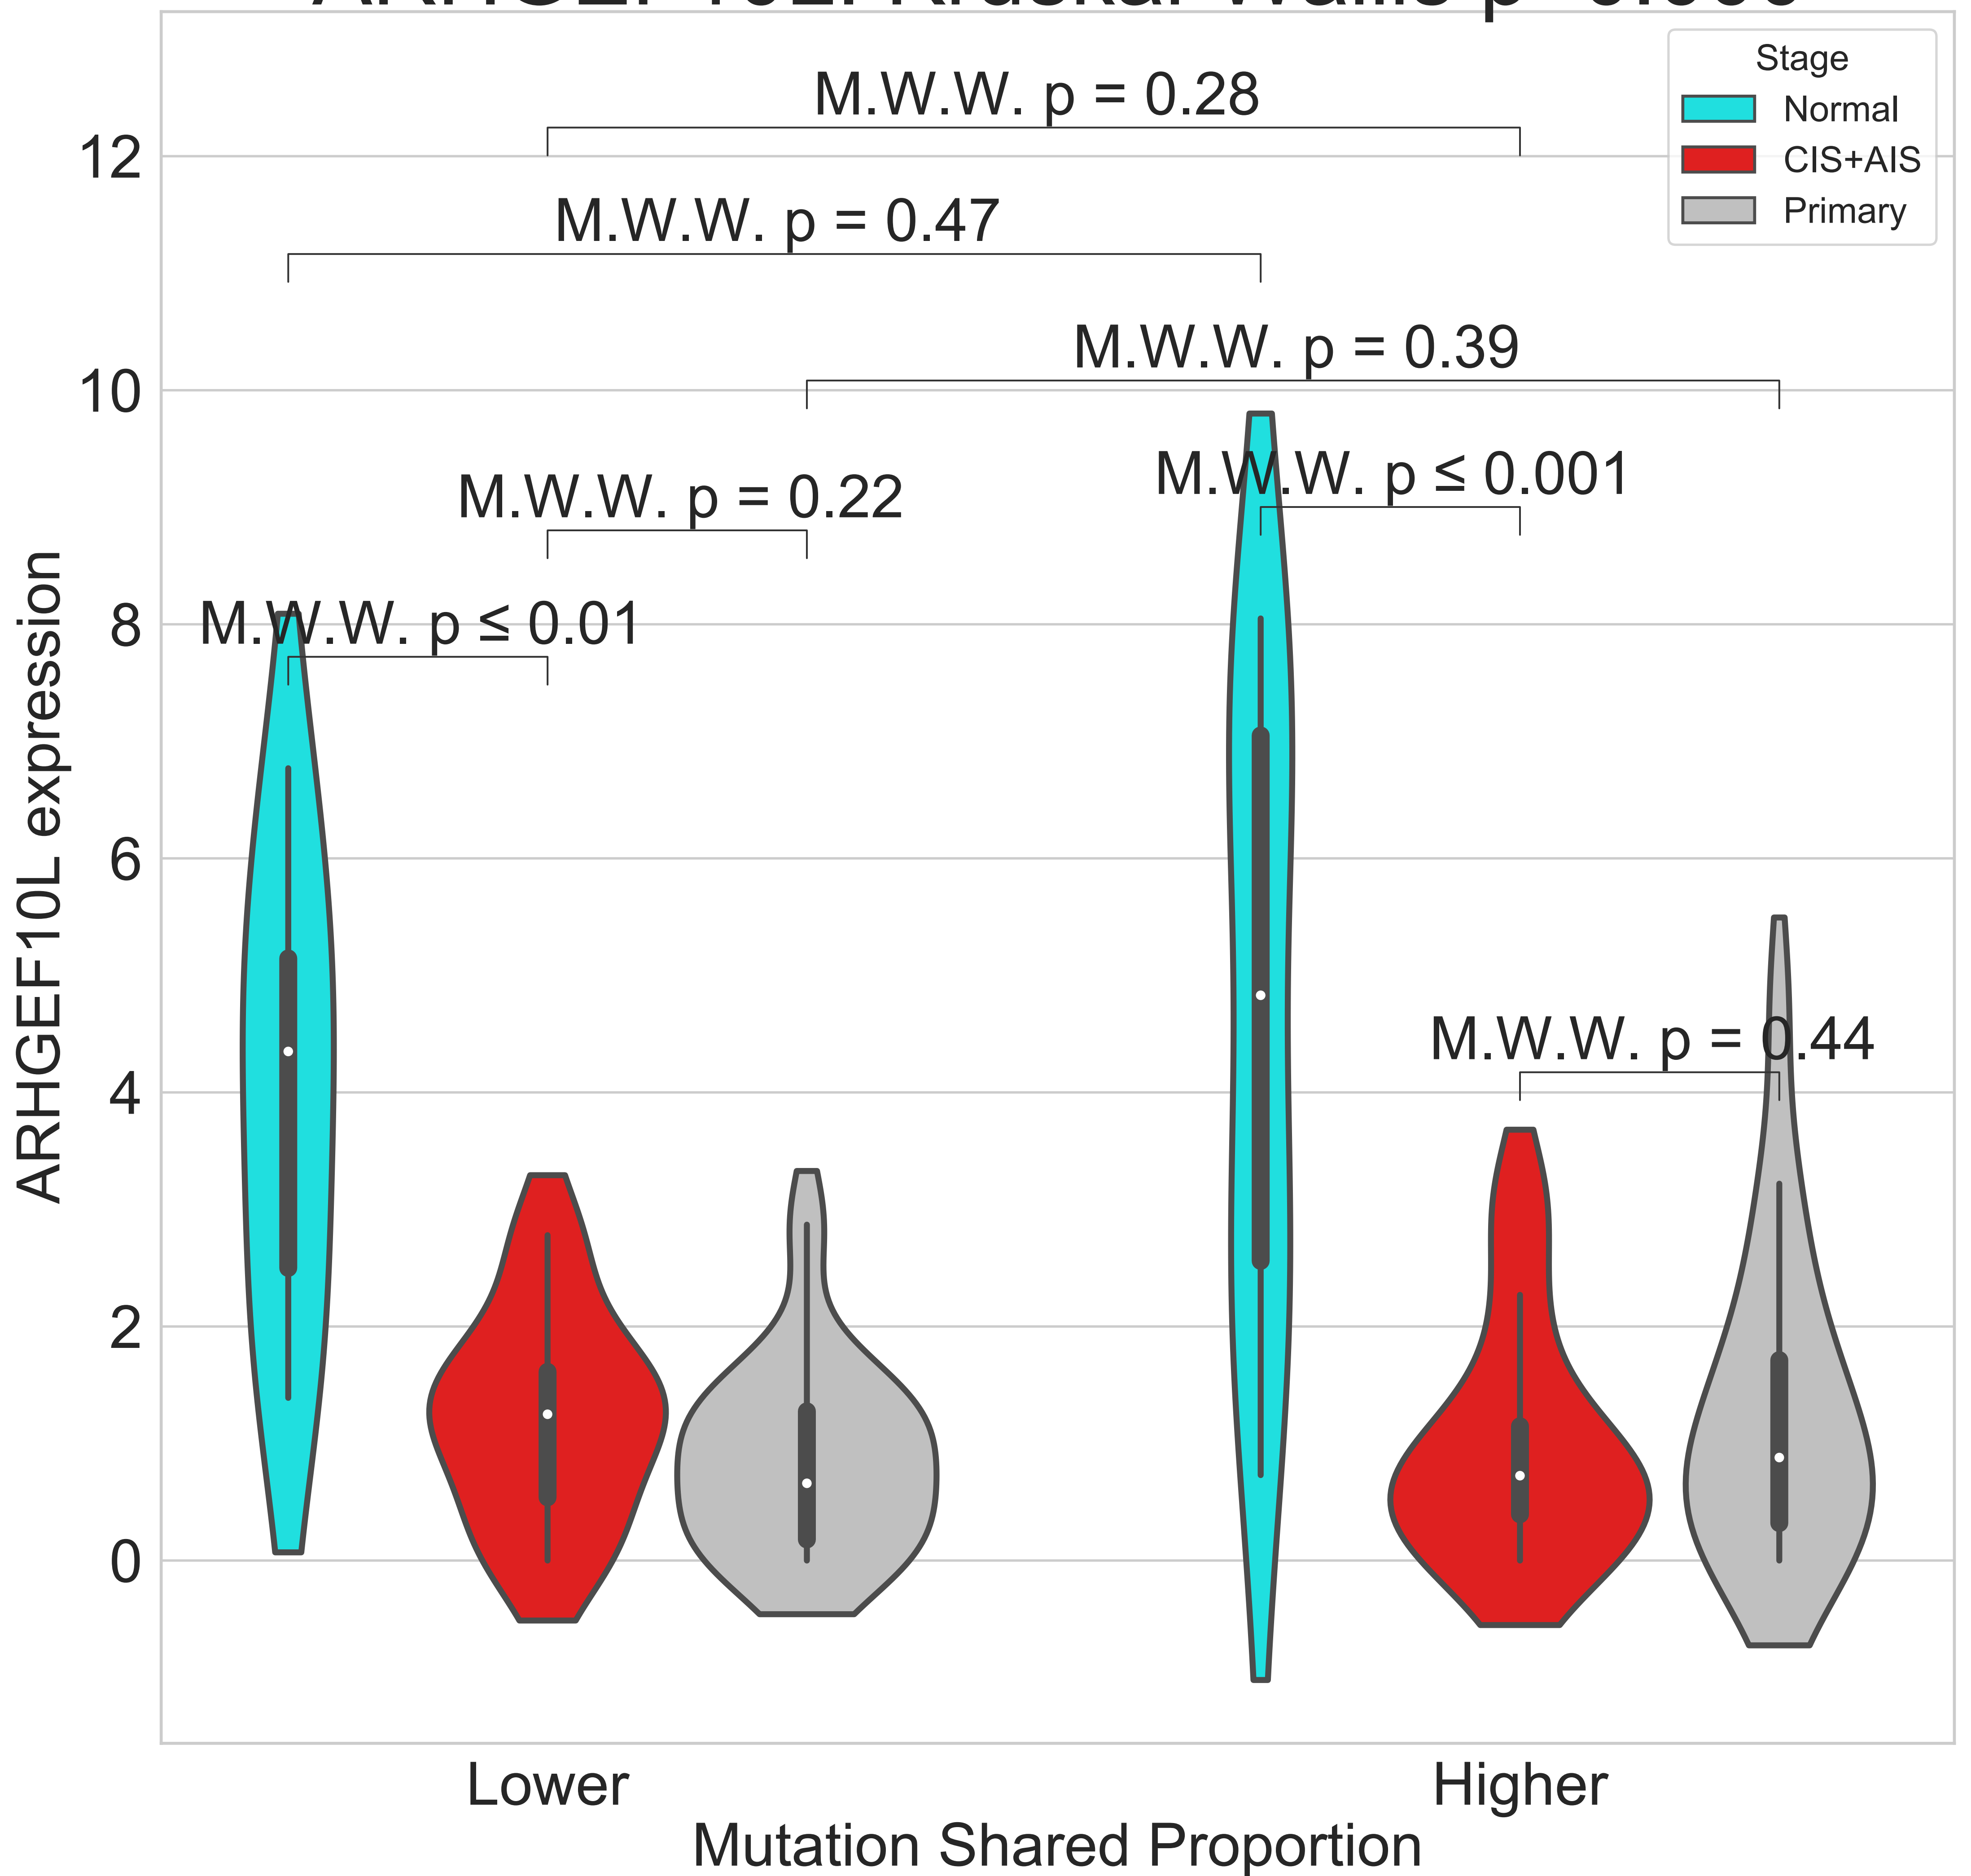 Stage
Normal
CIS+AIS
Primary
M.W.W. p = 0.28
M.W.W. p = 0.47
M.W.W. p = 0.39
M.W.W. p ≤ 0.001
M.W.W. p = 0.22
M.W.W. p ≤ 0.01
M.W.W. p = 0.44
12
10
8
6
4
2
0
ARHGEF10L expression
Lower
Higher
Mutation Shared Proportion